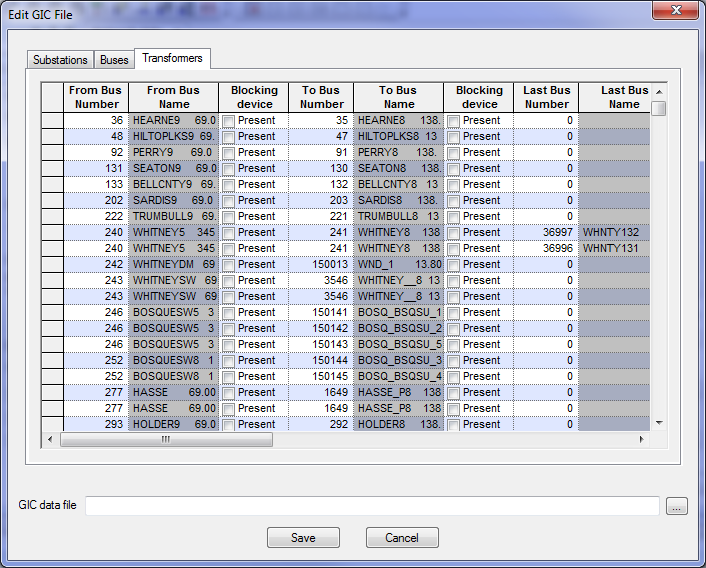 Edit GIC File
Substations Buses Transformers
From Bus Number From Bus Name Blocking device To Bus Number To Bus Name Blocking device Last Bus Number Last Bus Name
36 HEARNE9 69.0 Present 35 HEARNE8 138. Present 0
48 HILTOPLKS9 69. Present 47 HILTOPLKS8 13 Present 0
92 PERRY9 69.0 Present 91 PERRY8 138. Present 0
131 SEATON9 69.0 Present 130 SEATON8 138. Present 0
133 BELLCNTY9 69. Present 132 BELLCNTY8 13 Present 0
202 SARDIS9 69.0 Present 203 SARDIS8 138. Present 0
222 TRUMBULL9 69. Present 221 TRUMBULL8 13 Present 0
240 WHITNEY5 345 Present 241 WHITNEY8 138 Present 36997 WHNTY132
240 WHITNEY5 345 Present 241 WHITNEY8 138 Present 36996 WHNTY131
242 WHITNEYDM 69 Present 150013 WND_1 13.80 Present 0
243 WHITNEYSW 69 Present 3546 WHITNEY__8 13 Present 0
243 WHITNEYSW 69 Present 3546 WHITNEY__8 13 Present 0
246 BOSQUESW5 3 Present 150141 BOSQ_BSQSU_1 Present 0
246 BOSQUESW5 3 Present 150142 BOSQ_BSQSU_2 Present 0
246 BOSQUESW5 3 Present 150143 BOSQ_BSQSU_5 Present 0
252 BOSQUESW8 1 Present 150144 BOSQ_BSQSU_3 Present 0
252 BOSQUESW8 1 Present 150145 BOSQ_BSQSU_4 Present 0
277 HASSE 69.00 Present 1649 HASSE_P8 138 Present 0
277 HASSE 69.00 Present 1649 HASSE_P8 138 Present 0
293 HOLDER9 69.0 Present 292 HOLDER8 138. Present 0
GIC data file ...
Save Cancel